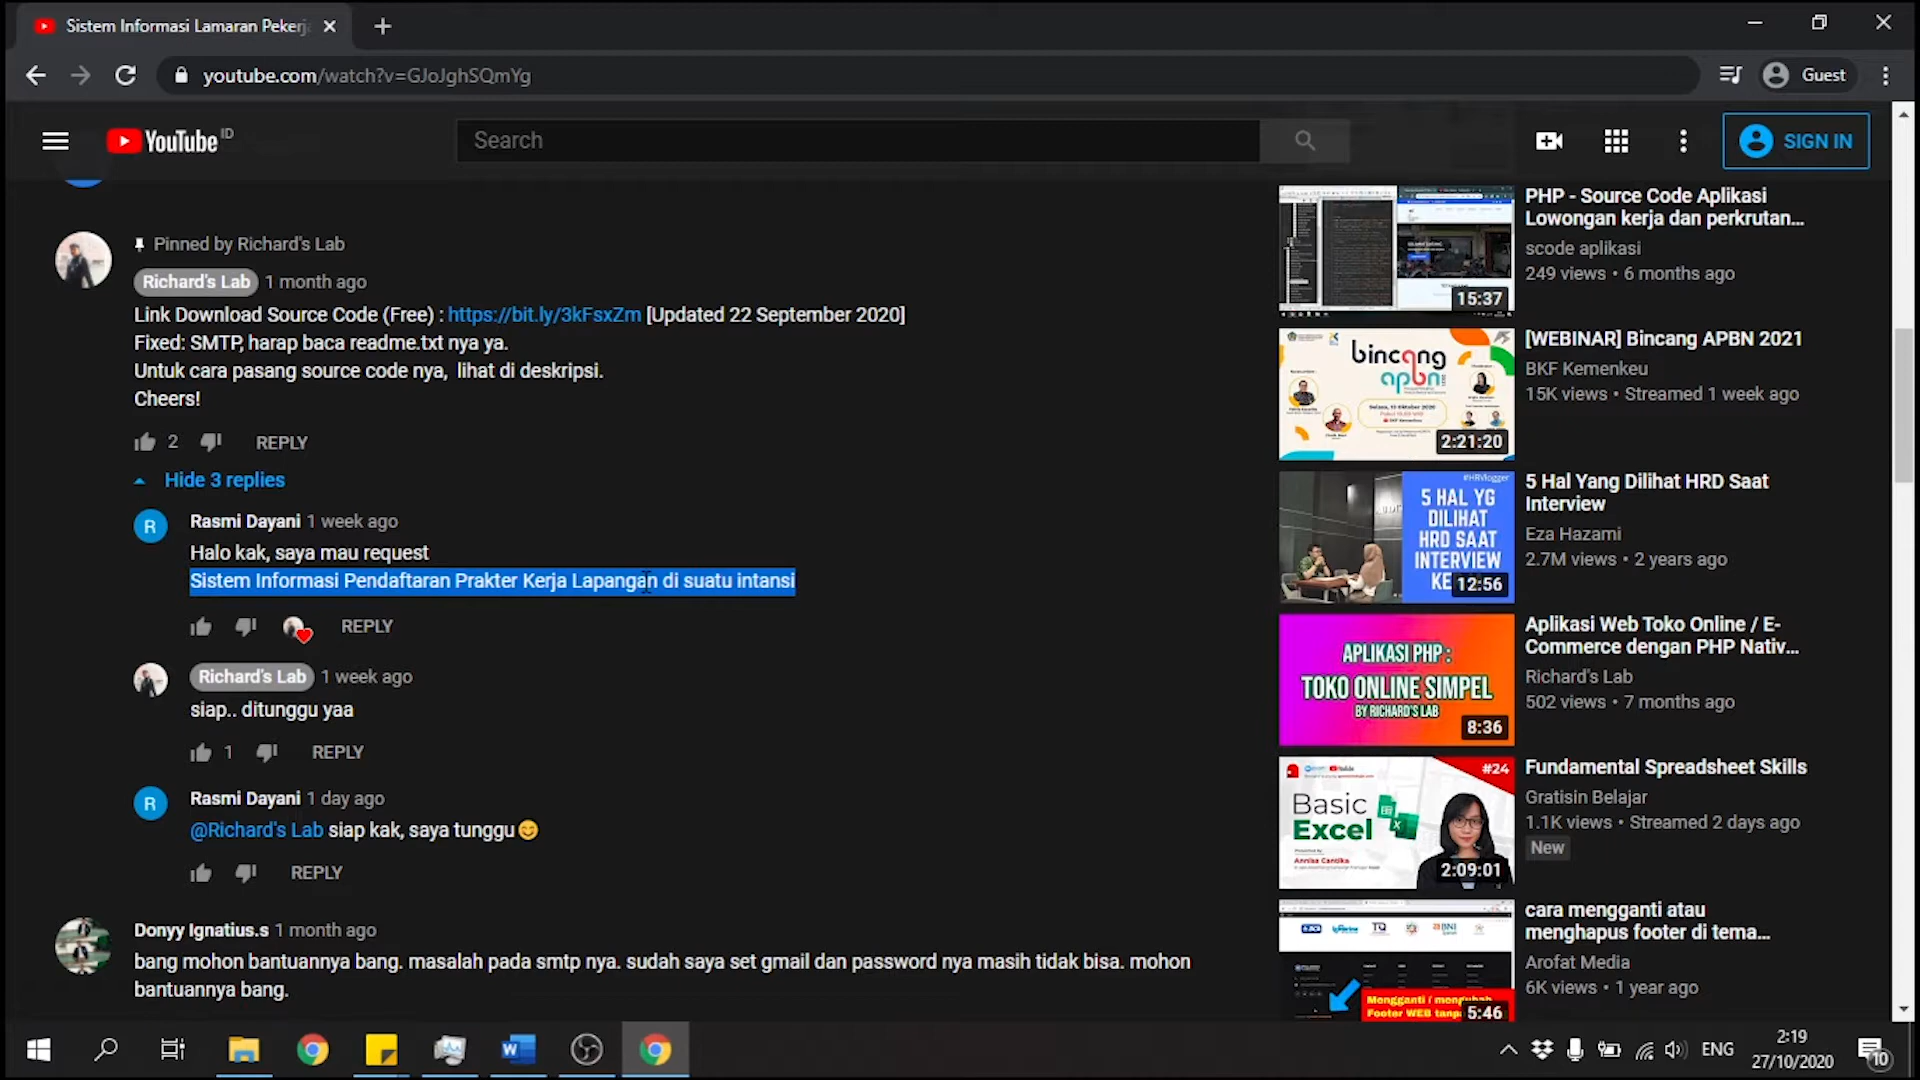 Sistem Informasi Lamaran Pekerj
youtube.com/watch?v=GJoJghSQmYg
Guest
YouTube ID
Search
SIGN IN
Pinned by Richard's Lab
Richard's Lab 1 month ago
Link Download Source Code (Free) : https://bit.ly/3kFsxZm [Updated 22 September 2020]
Fixed: SMTP, harap baca readme.txt nya ya.
Untuk cara pasang source code nya, lihat di deskripsi.
Cheers!
2 REPLY
Hide 3 replies
R
Rasmi Dayani 1 week ago
Halo kak, saya mau request
Sistem Informasi Pendaftaran Prakter Kerja Lapangan di suatu intansi
REPLY
Richard's Lab 1 week ago
siap.. ditunggu yaa
1 REPLY
R
Rasmi Dayani 1 day ago
@Richard's Lab siap kak, saya tunggu
REPLY
Donyy Ignatius.s 1 month ago
bang mohon bantuannya bang. masalah pada smtp nya. sudah saya set gmail dan password nya masih tidak bisa. mohon
bantuannya bang.
15:37
PHP - Source Code Aplikasi
Lowongan kerja dan perkrutan...
scode aplikasi
249 views • 6 months ago
bincang
apbn
2:21:20
[WEBINAR] Bincang APBN 2021
BKF Kemenkeu
15K views • Streamed 1 week ago
#HRVlogger
5 HAL YG
DILIHAT
HRD SAAT
INTERVIEW
KE
12:56
5 Hal Yang Dilihat HRD Saat
Interview
Eza Hazami
2.7M views • 2 years ago
APLIKASI PHP :
TOKO ONLINE SIMPEL
BY RICHARD'S LAB
8:36
Aplikasi Web Toko Online / E-
Commerce dengan PHP Nativ...
Richard's Lab
502 views • 7 months ago
#24
Basic
Excel
Annisa Cantika
2:09:01
Fundamental Spreadsheet Skills
Gratisin Belajar
1.1K views • Streamed 2 days ago
New
TQ
BNI
Mengganti / menghapus
Footer WEB tanp
5:46
cara mengganti atau
menghapus footer di tema...
Arofat Media
6K views • 1 year ago
ENG
2:19
27/10/2020
10